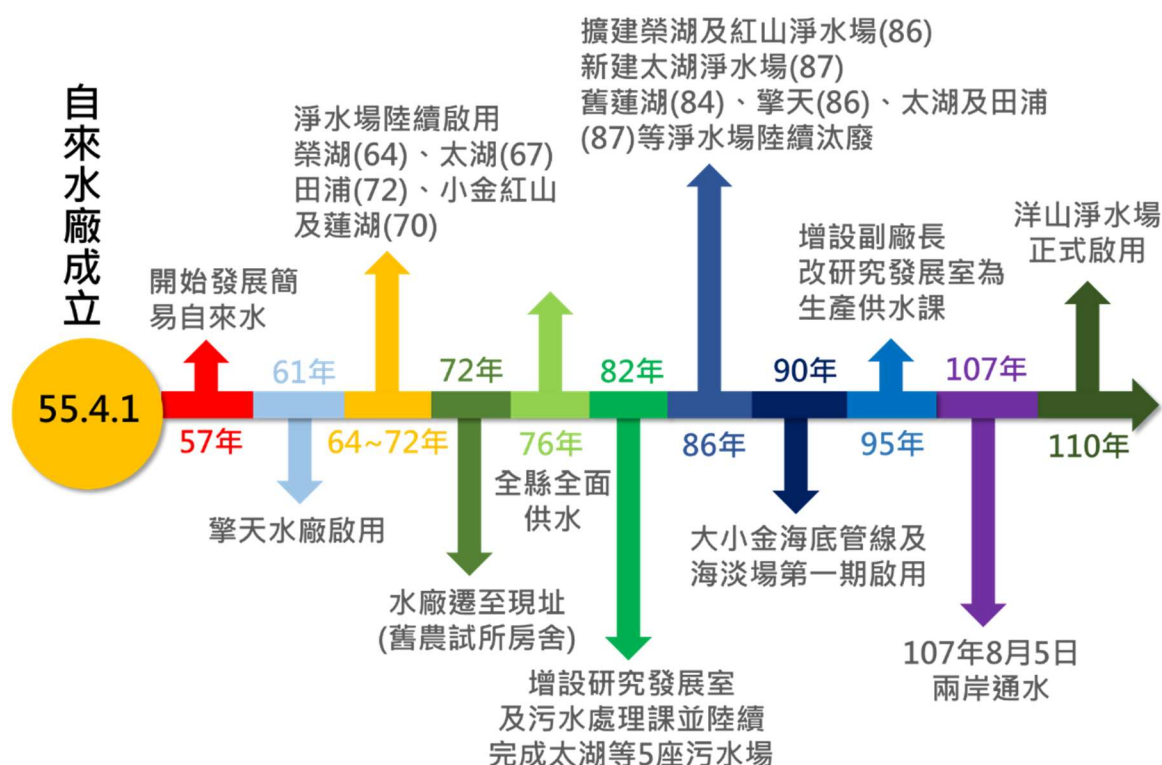 自來水廠成立
55.4.1
開始發展簡
易自來水
57年
61年
擎天水廠啟用
淨水場陸續啟用
榮湖(64)、太湖(67)
田浦(72)、小金紅山
及蓮湖(70)
64~72年
72年
水廠遷至現址
(舊農試所房舍)
76年
全縣全面
供水
82年
增設研究發展室
及污水處理課並陸續
完成太湖等5座污水場
擴建榮湖及紅山淨水場(86)
新建太湖淨水場(87)
舊蓮湖(84)、擎天(86)、太湖及田浦
(87)等淨水場陸續汰廢
86年
90年
大小金海底管線及
海淡場第一期啟用
增設副廠長
改研究發展室為
生產供水課
95年
107年
107年8月5日
兩岸通水
洋山淨水場
正式啟用
110年